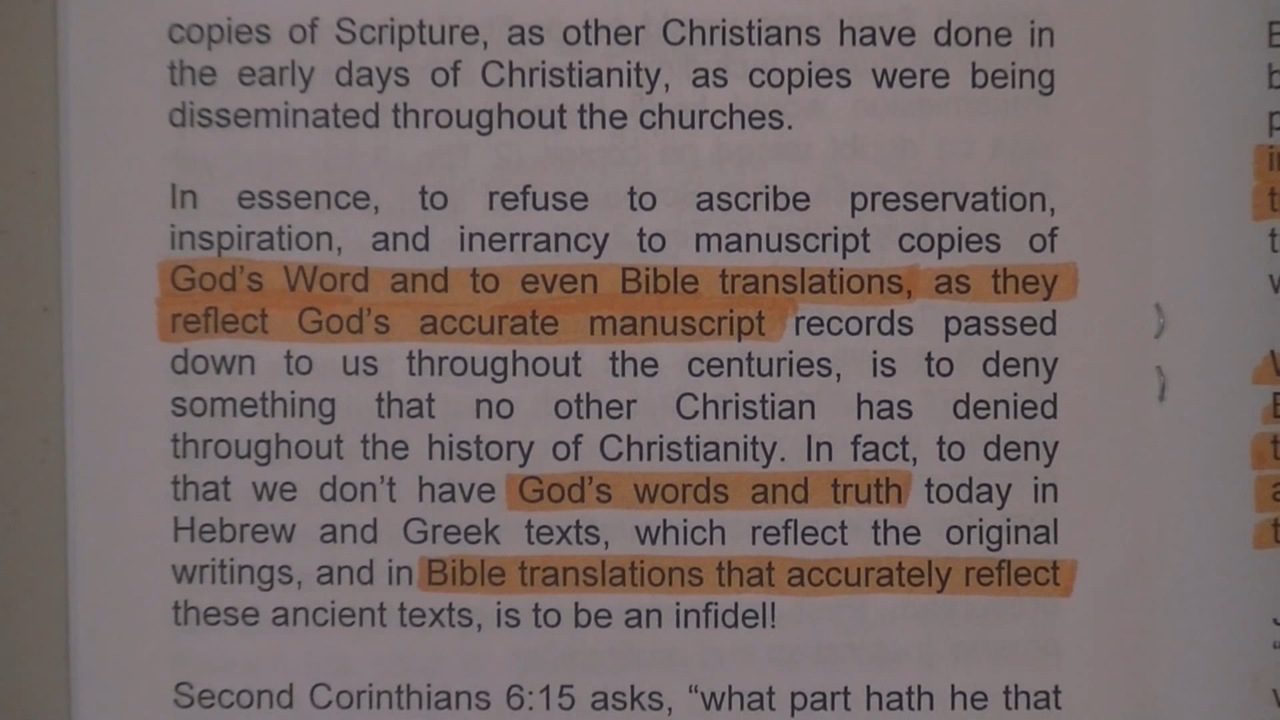 copies of Scripture, as other Christians have done in
the early days of Christianity, as copies were being
disseminated throughout the churches.
In essence, to refuse to ascribe preservation,
inspiration, and inerrancy to manuscript copies of
God's Word and to even Bible translations, as they
reflect God's accurate manuscript records passed
down to us throughout the centuries, is to deny
something that no other Christian has denied
throughout the history of Christianity. In fact, to deny
that we don't have God's words and truth today in
Hebrew and Greek texts, which reflect the original
writings, and in Bible translations that accurately reflect
these ancient texts, is to be an infidel!
Second Corinthians 6:15 asks, “what part hath he that